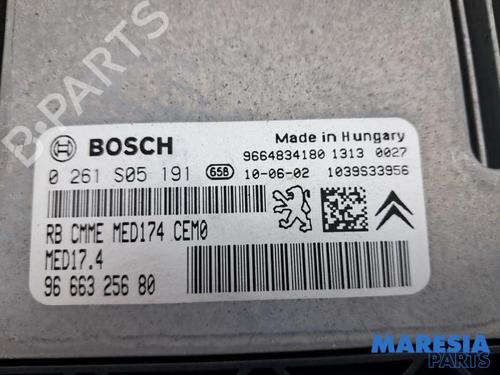 B-PARTS
BOSCH
Made in Hungary
9664834180 1313 0027
0 261 S05 191 658 10-06-02 1039S33956
RB CMME MED174 CEM0
MED17.4
96 663 256 80
MARESIA
PARTS